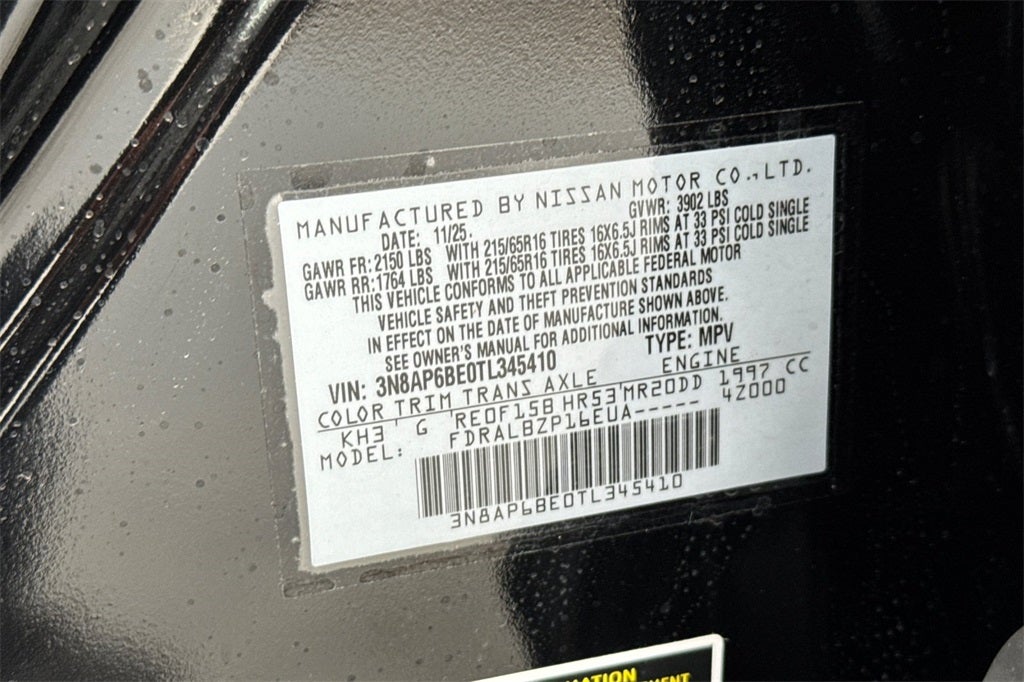 MANUFACTURED BY NISSAN MOTOR CO.,LTD.
DATE: 11/25. GVWR: 3902 LBS
GAWR FR: 2150 LBS WITH 215/65R16 TIRES 16X6.5J RIMS AT 33 PSI COLD SINGLE
GAWR RR: 1764 LBS WITH 215/65R16 TIRES 16X6.5J RIMS AT 33 PSI COLD SINGLE
THIS VEHICLE CONFORMS TO ALL APPLICABLE FEDERAL MOTOR
VEHICLE SAFETY AND THEFT PREVENTION STANDARDS
IN EFFECT ON THE DATE OF MANUFACTURE SHOWN ABOVE.
SEE OWNER'S MANUAL FOR ADDITIONAL INFORMATION.
VIN: 3N8AP6BE0TL345410 TYPE: MPV
COLOR TRIM TRANS AXLE ENGINE
KH3 ' G 'RE0F15B HR53'MR20DD 1997 CC
MODEL: FDRALBZP16EUA----- 4Z000
3N8AP6BE0TL345410